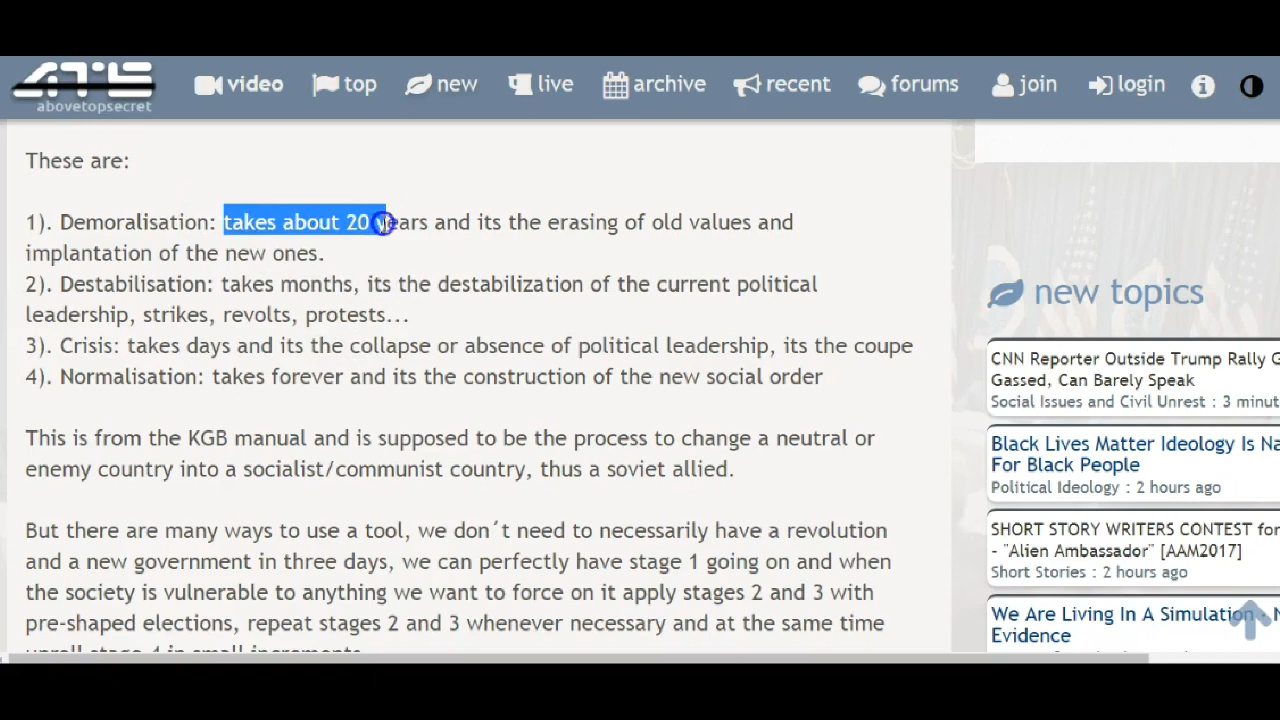 ATS
abovetopsecret
video top new live archive recent forums join login
These are:
1). Demoralisation: takes about 20 years and its the erasing of old values and
implantation of the new ones.
2). Destabilisation: takes months, its the destabilization of the current political
leadership, strikes, revolts, protests...
3). Crisis: takes days and its the collapse or absence of political leadership, its the coupe
4). Normalisation: takes forever and its the construction of the new social order
This is from the KGB manual and is supposed to be the process to change a neutral or
enemy country into a socialist/communist country, thus a soviet allied.
But there are many ways to use a tool, we don´t need to necessarily have a revolution
and a new government in three days, we can perfectly have stage 1 going on and when
the society is vulnerable to anything we want to force on it apply stages 2 and 3 with
pre-shaped elections, repeat stages 2 and 3 whenever necessary and at the same time
new topics
CNN Reporter Outside Trump Rally G
Gassed, Can Barely Speak
Social Issues and Civil Unrest : 3 minut
Black Lives Matter Ideology Is Na
For Black People
Political Ideology : 2 hours ago
SHORT STORY WRITERS CONTEST for
- "Alien Ambassador" [AAM2017]
Short Stories : 2 hours ago
We Are Living In A Simulation - N
Evidence